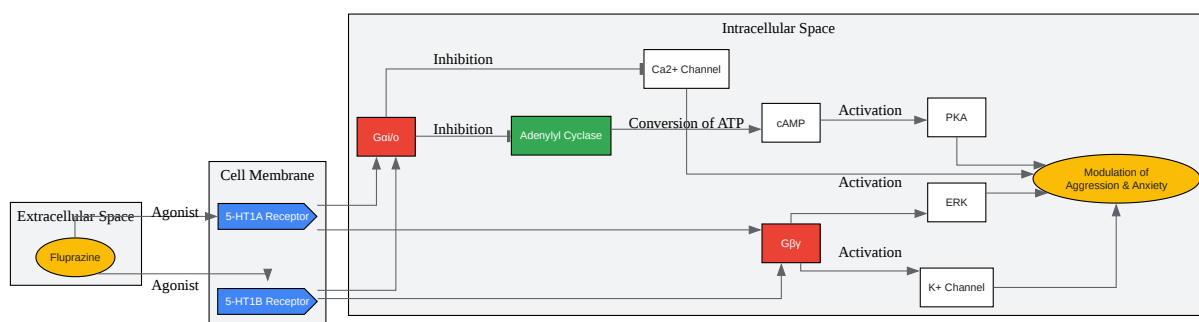 Intracellular Space
Inhibition
Ca2+ Channel
Gαi/o
Inhibition
Adenylyl Cyclase
Conversion of ATP
cAMP
Activation
PKA
Cell Membrane
Modulation of
Aggression & Anxiety
Extracellular Space
Agonist
5-HT1A Receptor
Activation
ERK
Fluprazine
Gβγ
Activation
Agonist
5-HT1B Receptor
K+ Channel